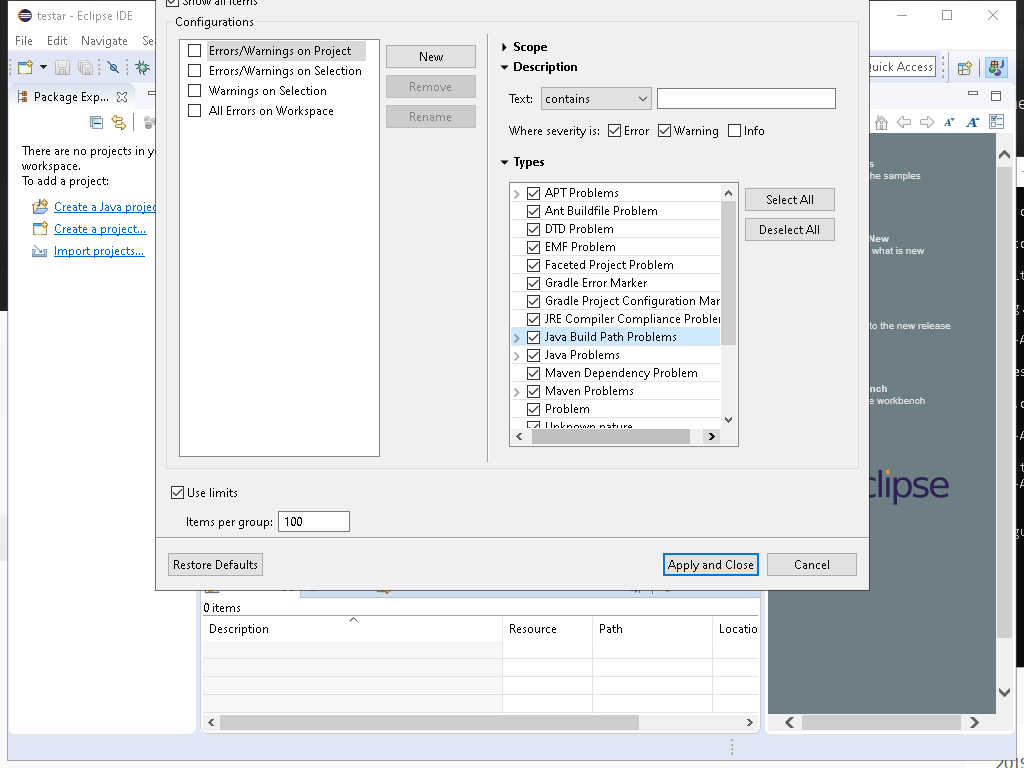 testar - Eclipse IDE
Show all items
File Edit Navigate Se
Configurations
Errors/Warnings on Project
Errors/Warnings on Selection
Warnings on Selection
All Errors on Workspace
New
Remove
Rename
Scope
Description
Text: contains
Where severity is: Error Warning Info
Types
APT Problems
Ant Buildfile Problem
DTD Problem
EMF Problem
Faceted Project Problem
Gradle Error Marker
Gradle Project Configuration Mar
JRE Compiler Compliance Probler
Java Build Path Problems
Java Problems
Maven Dependency Problem
Maven Problems
Problem
Unknown nature
Select All
Deselect All
Use limits
Items per group: 100
Restore Defaults
Apply and Close
Cancel
Quick Access
Package Exp...
There are no projects in y
workspace.
To add a project:
Create a Java projec
Create a project...
Import projects...
he samples
New
what is new
to the new release
nch
e workbench
clipse
0 items
Description Resource Path Locatio
2019